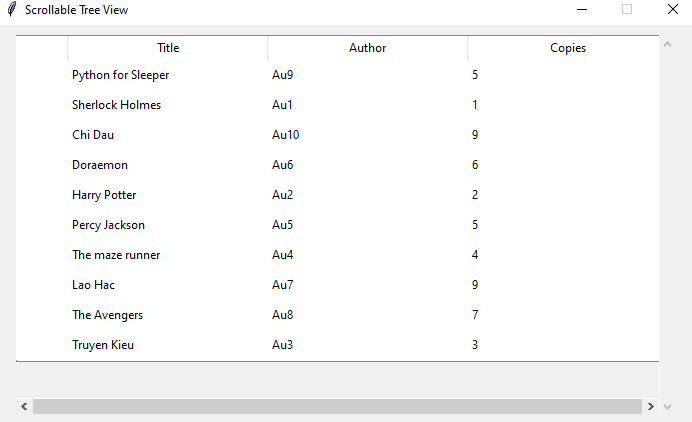 Scrollable Tree View
Title Author Copies
Python for Sleeper Au9 5
Sherlock Holmes Au1 1
Chi Dau Au10 9
Doraemon Au6 6
Harry Potter Au2 2
Percy Jackson Au5 5
The maze runner Au4 4
Lao Hac Au7 9
The Avengers Au8 7
Truyen Kieu Au3 3